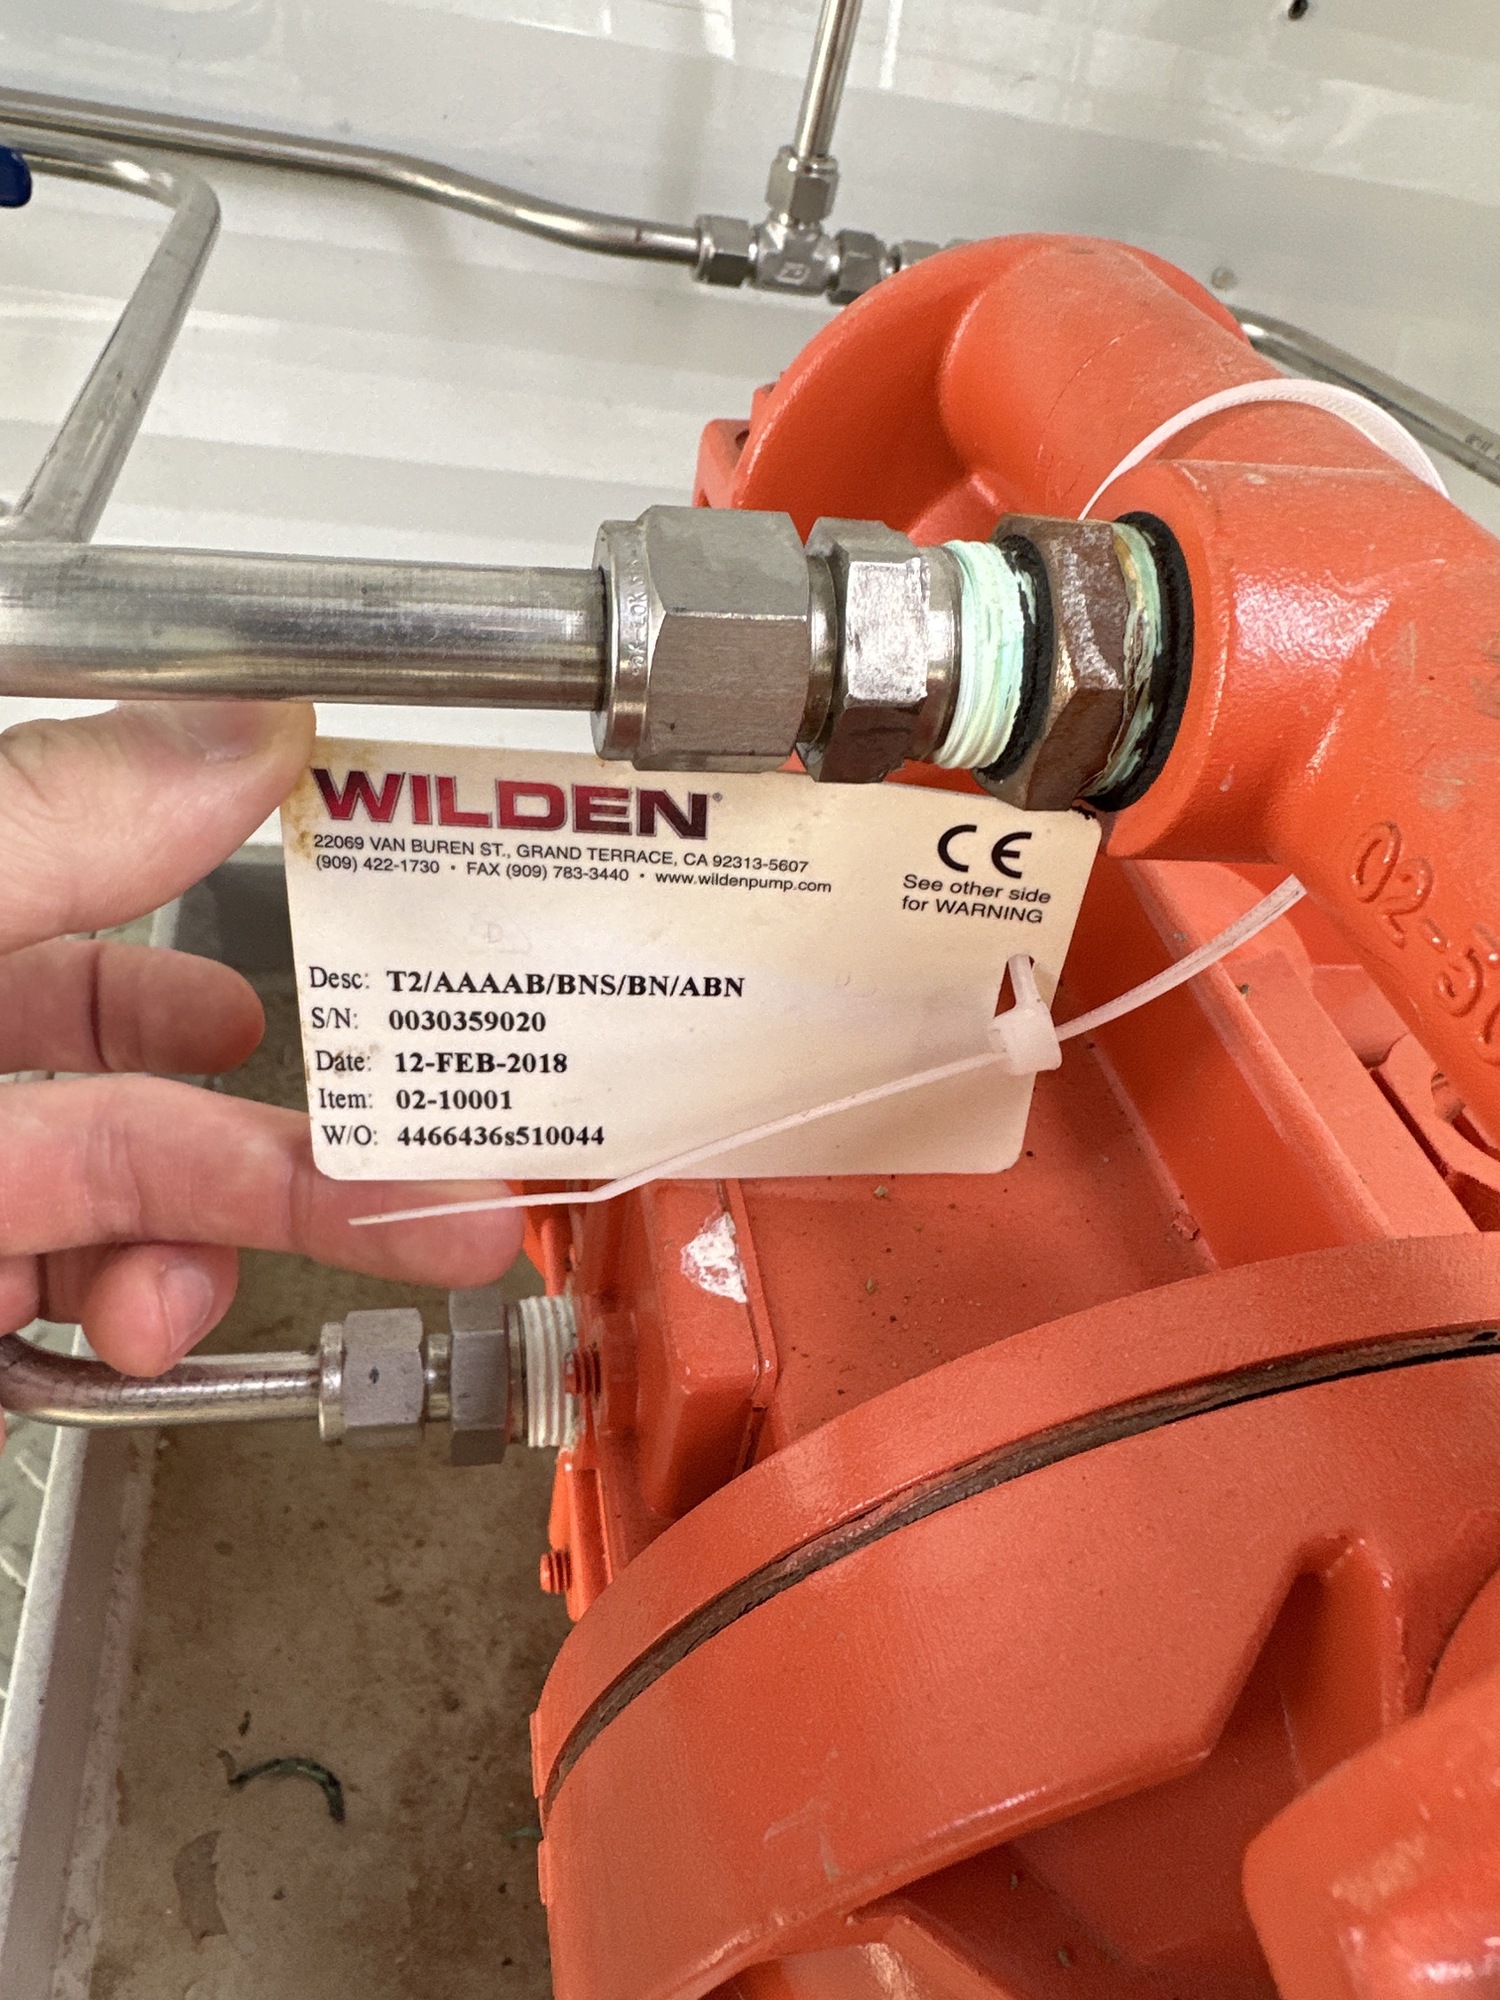 WILDEN®
22069 VAN BUREN ST., GRAND TERRACE, CA 92313-5607
(909) 422-1730 • FAX (909) 783-3440 • www.wildenpump.com
CE
See other side
for WARNING
Desc: T2/AAAAB/BNS/BN/ABN
S/N: 0030359020
Date: 12-FEB-2018
Item: 02-10001
W/O: 4466436s510044